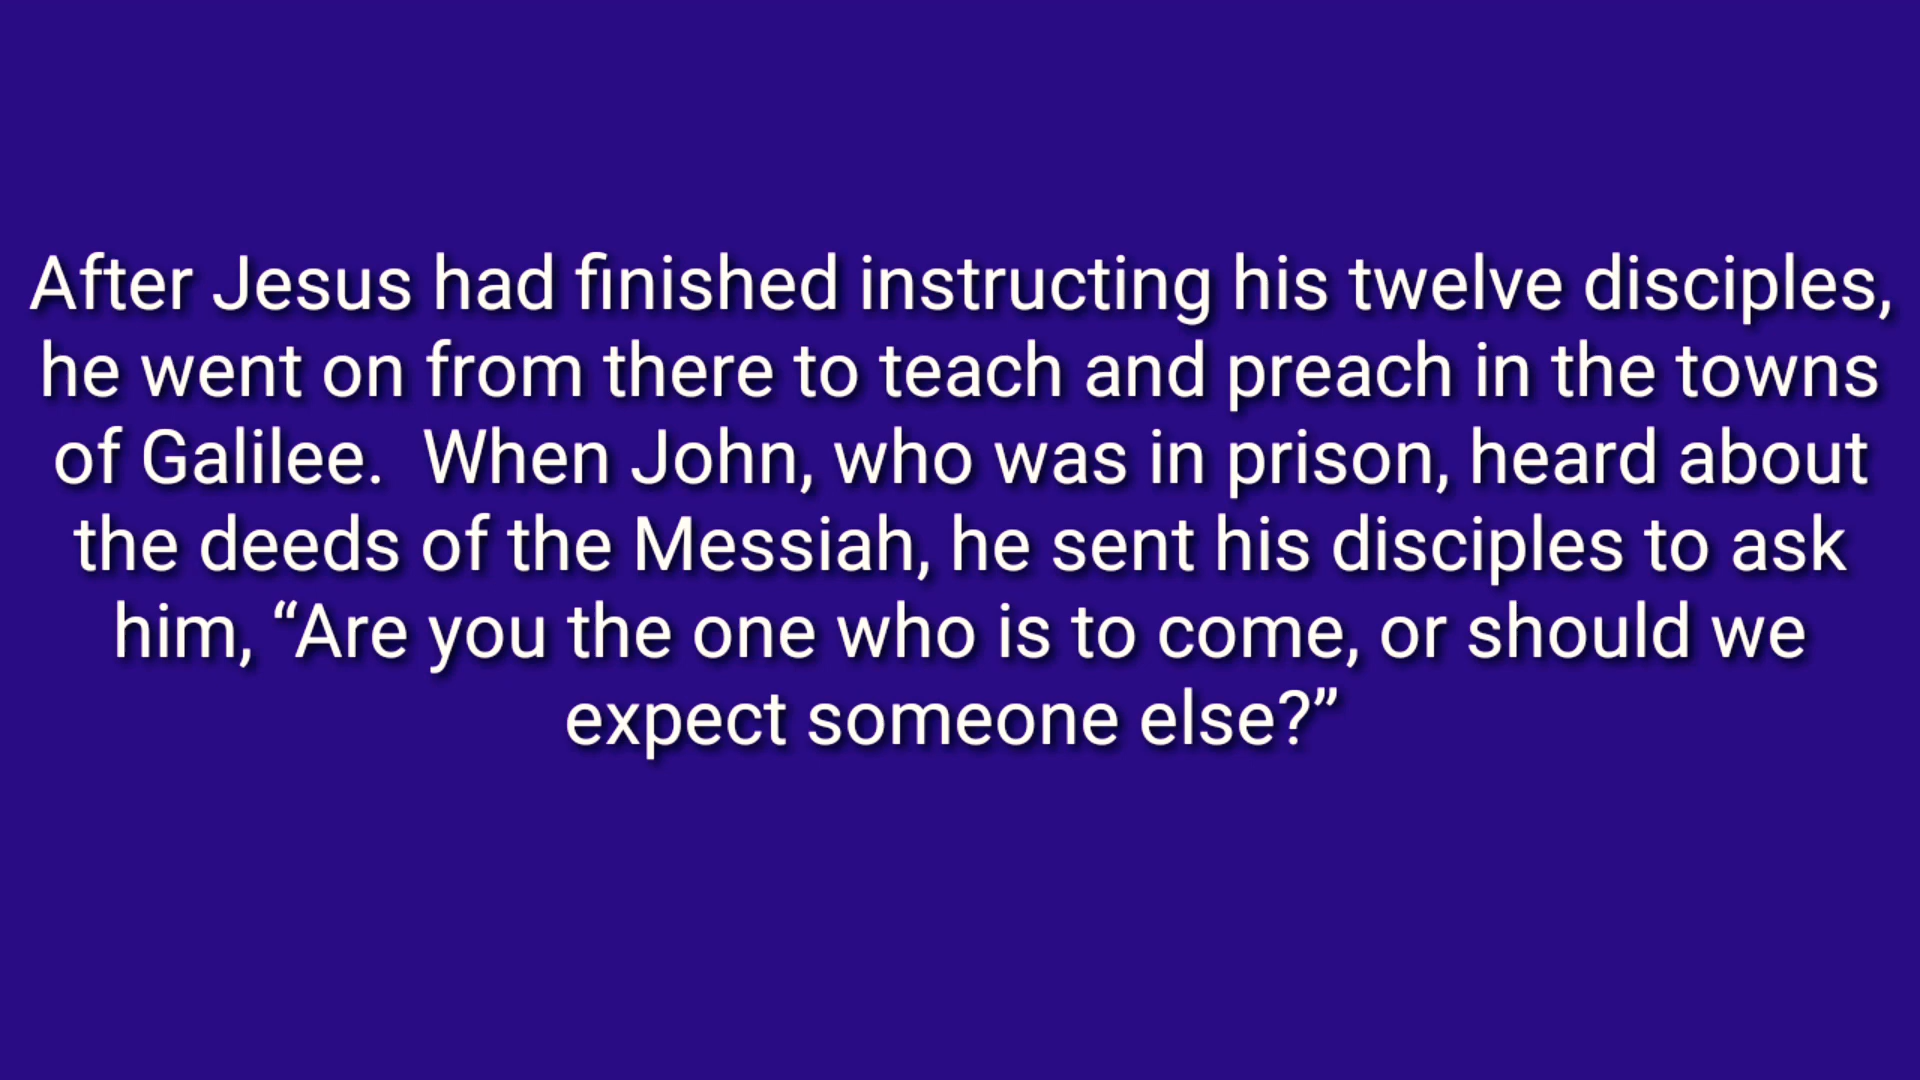 After Jesus had finished instructing his twelve disciples,
he went on from there to teach and preach in the towns
of Galilee.  When John, who was in prison, heard about
the deeds of the Messiah, he sent his disciples to ask
him, “Are you the one who is to come, or should we
expect someone else?”